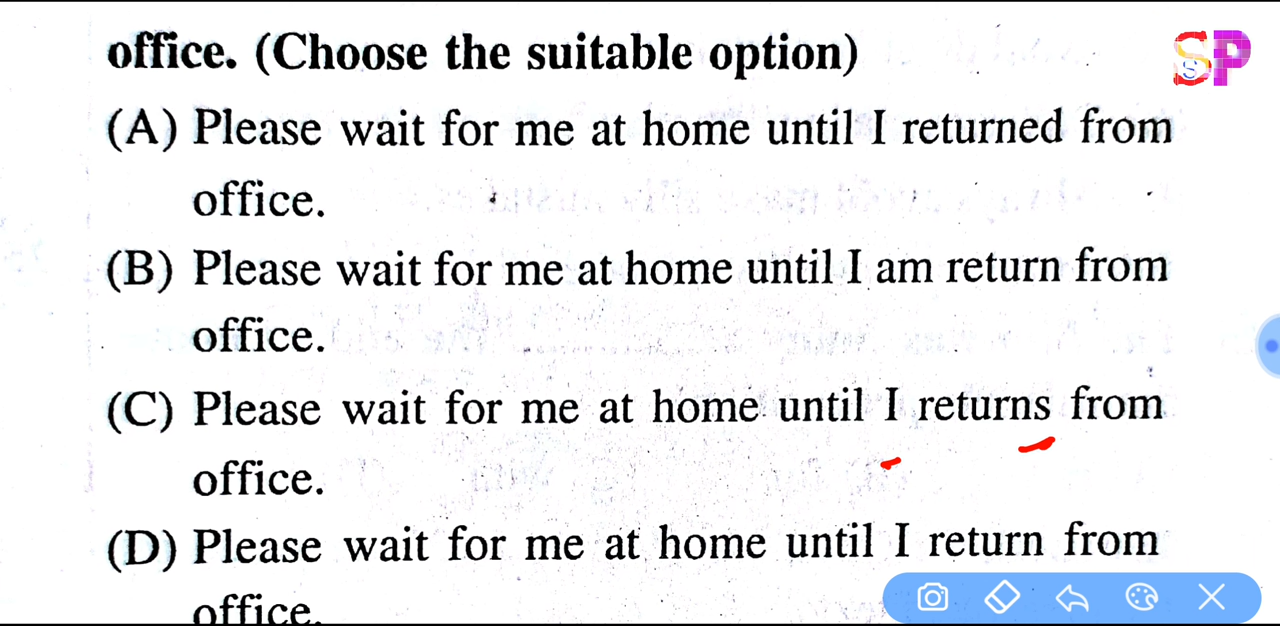 office. (Choose the suitable option)
SP
S
(A) Please wait for me at home until I returned from
office.
(B) Please wait for me at home until I am return from
office.
(C) Please wait for me at home until I returns from
office.
(D) Please wait for me at home until I return from
office.